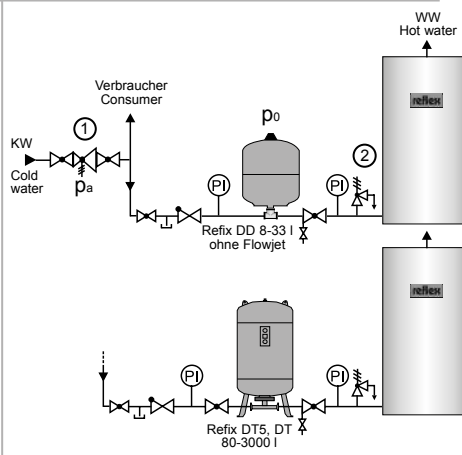 WW
Hot water
reflex
Verbraucher
Consumer
1
KW
Cold
water
pa
p0
PI
PI
2
Refix DD 8-33 l
ohne Flowjet
reflex
PI
PI
Refix DT5, DT
80-3000 l